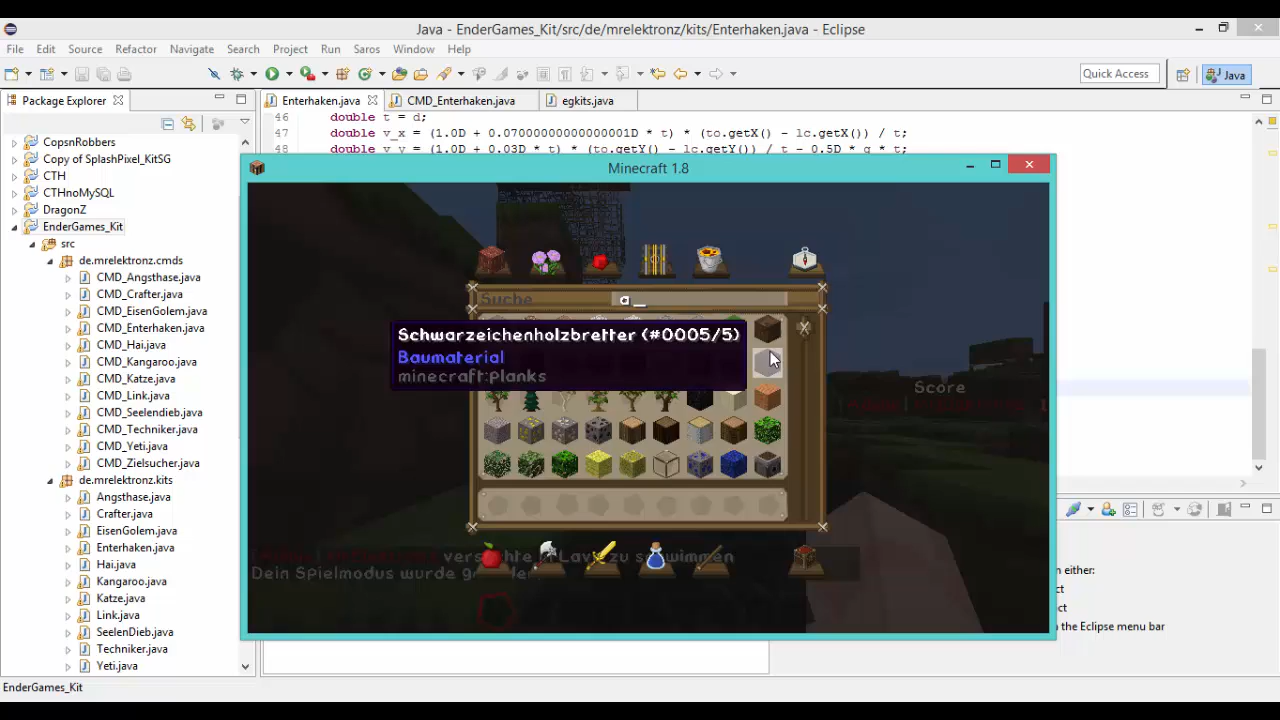 Java - EnderGames_Kit/src/de/mrelektronz/kits/Enterhaken.java - Eclipse
File Edit Source Refactor Navigate Search Project Run Saros Window Help
Quick Access
Java
Package Explorer
Enterhaken.java
CMD_Enterhaken.java
egkits.java
46 double t = d;
47 double v_x = (1.0D + 0.07000000000000001D * t) * (to.getX() - lc.getX()) / t;
48 double v_y = (1.0D + 0.03D * t) * (to.getY() - lc.getY()) / t - 0.5D * g * t;
CopsnRobbers
Copy of SplashPixel_KitSG
CTH
CTHnoMySQL
DragonZ
EnderGames_Kit
src
de.mrelektronz.cmds
CMD_Angsthase.java
CMD_Crafter.java
CMD_EisenGolem.java
CMD_Enterhaken.java
CMD_Hai.java
CMD_Kangaroo.java
CMD_Katze.java
CMD_Link.java
CMD_Seelendieb.java
CMD_Techniker.java
CMD_Yeti.java
CMD_Zielsucher.java
de.mrelektronz.kits
Angsthase.java
Crafter.java
EisenGolem.java
Enterhaken.java
Hai.java
Kangaroo.java
Katze.java
Link.java
SeelenDieb.java
Techniker.java
Yeti.java
Minecraft 1.8
Suche
a_
Schwarzeichenholzbretter (#0005/5)
Baumaterial
minecraft:planks
Score
Lava zu schwimmen
Dein Spielmodus wurde
n either:
ct
ct
n the Eclipse menu bar
EnderGames_Kit